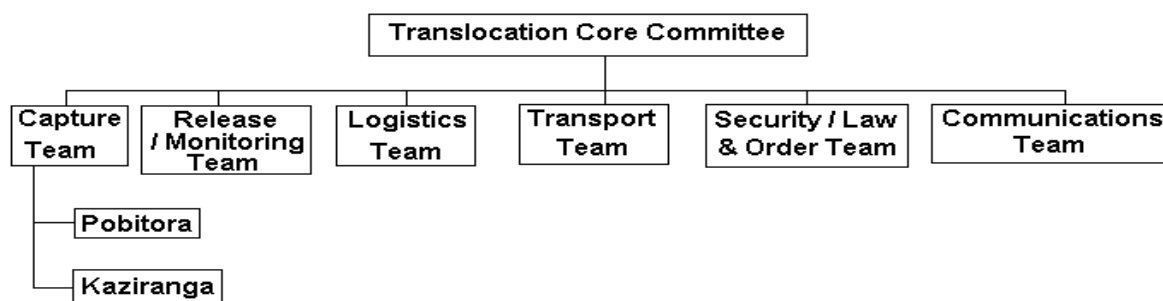 Translocation Core Committee
Capture
Team
Release
/ Monitoring
Team
Logistics
Team
Transport
Team
Security / Law
& Order Team
Communications
Team
Pobitora
Kaziranga